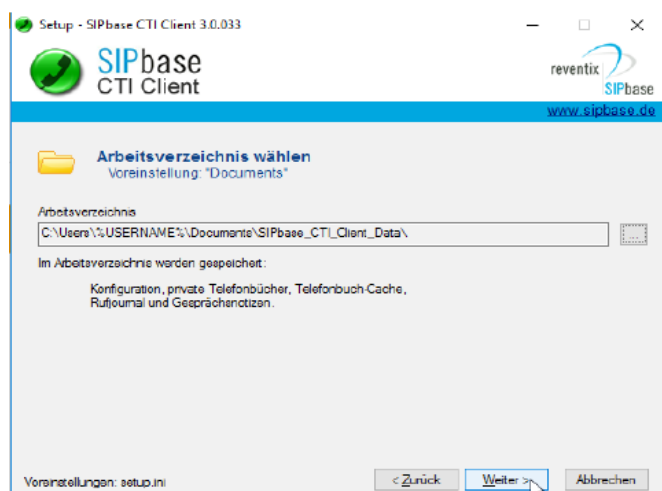 Setup - SIPbase CTI Client 3.0.033
SIPbase
CTI Client
reventix
SIPbase
www.sipbase.de
Arbeitsverzeichnis wählen
Voreinstellung: "Documents"
Arbeitsverzeichnis
C:\Users\%USERNAME%\Documents\SIPbase_CTI_Client_Data\
...
Im Arbeitsverzeichnis werden gespeichert:
Konfiguration, private Telefonbücher, Telefonbuch-Cache,
Rufjournal und Gesprächsnotizen.
Voreinstellungen: setup.ini
< Zurück
Weiter >
Abbrechen